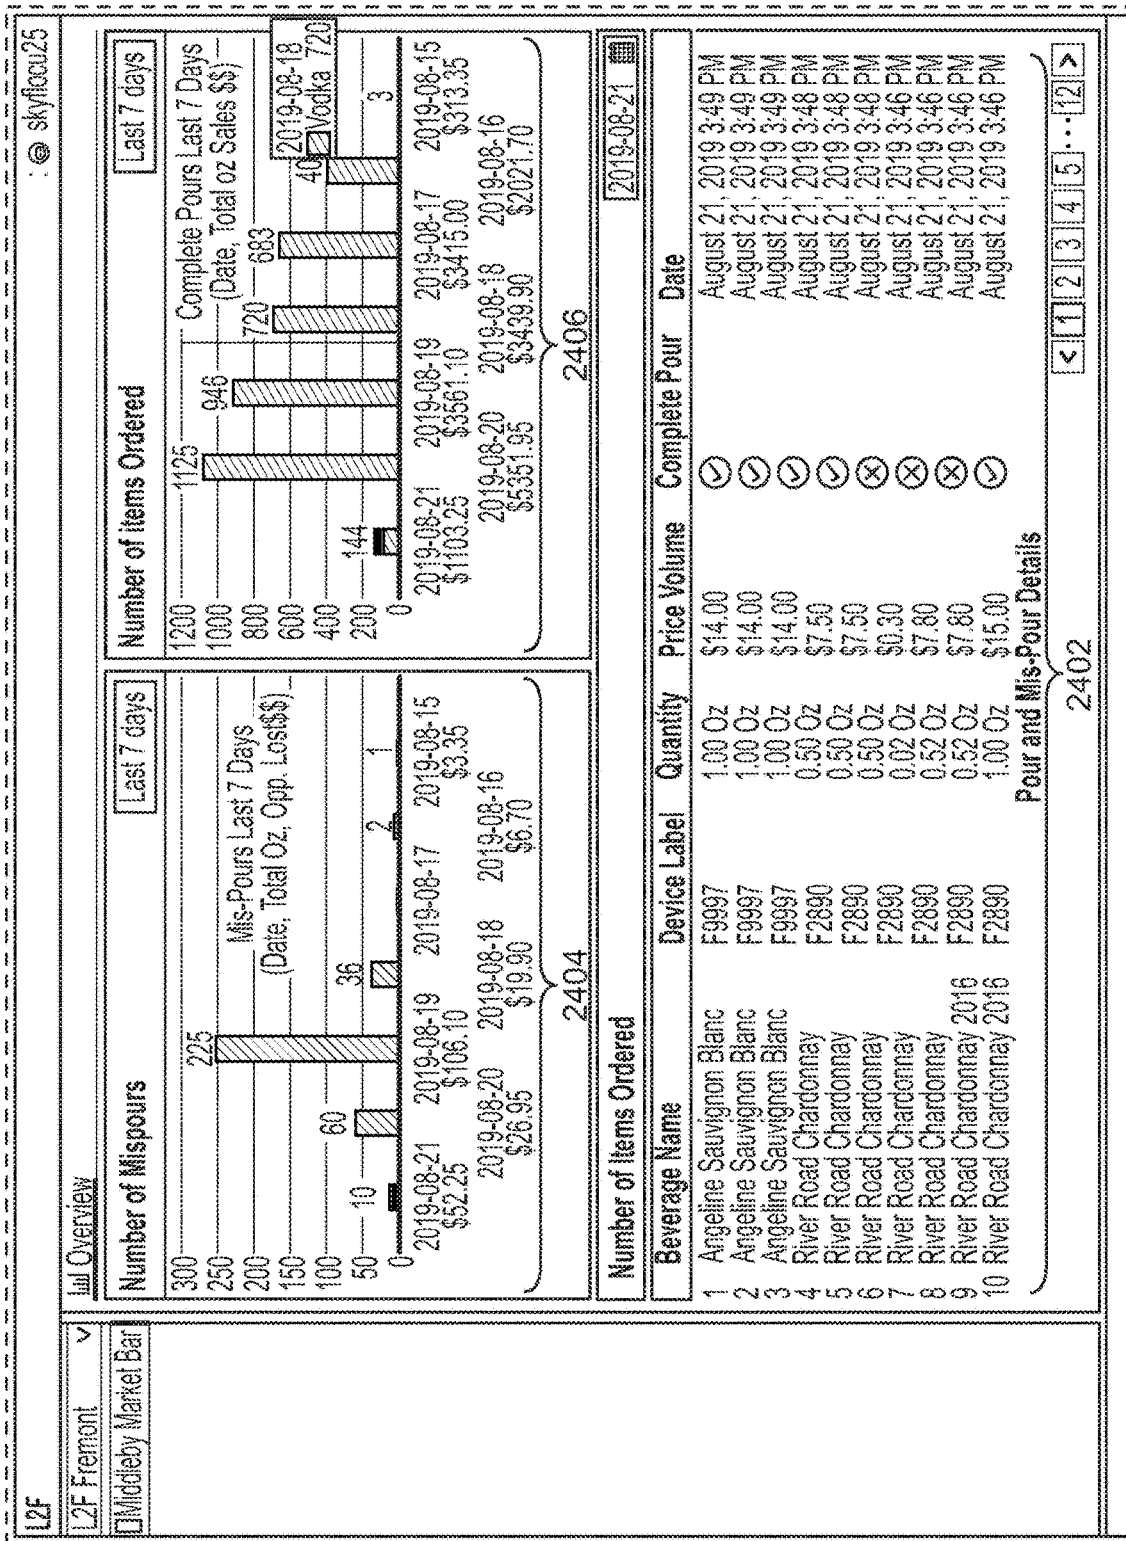 L2F
: @ skyflocu25
L2F Fremont
Middleby Market Bar
Overview
Number of Mispours
Last 7 days
Mis-Pours Last 7 Days
(Date, Total Oz, Opp. Lost$$)
300
250
200
150
100
50
0
10
60
225
36
2
1
2019-08-21 2019-08-19 2019-08-17 2019-08-15
$52.25 $106.10 $3.35
2019-08-20 2019-08-18 2019-08-16
$26.95 $19.90 $6.70
2404
Number of Items Ordered
Last 7 days
Complete Pours Last 7 Days
(Date, Total oz Sales $$)
1200
1000
800
600
400
200
0
144
1125
946
720
683
40
3
2019-08-18
Vodka 720
2019-08-21 2019-08-19 2019-08-17 2019-08-15
$1103.25 $3561.10 $3415.00 $313.35
2019-08-20 2019-08-18 2019-08-16
$5351.95 $3439.90 $2021.70
2406
Number of Items Ordered
2019-08-21
Beverage Name Device Label Quantity Price Volume Complete Pour Date
1 Angeline Sauvignon Blanc F9997 1.00 Oz $14.00 August 21, 2019 3:49 PM
2 Angeline Sauvignon Blanc F9997 1.00 Oz $14.00 August 21, 2019 3:49 PM
3 Angeline Sauvignon Blanc F9997 1.00 Oz $14.00 August 21, 2019 3:49 PM
4 River Road Chardonnay F2890 0.50 Oz $7.50 August 21, 2019 3:48 PM
5 River Road Chardonnay F2890 0.50 Oz $7.50 August 21, 2019 3:48 PM
6 River Road Chardonnay F2890 0.50 Oz $0.30 August 21, 2019 3:48 PM
7 River Road Chardonnay F2890 0.02 Oz $7.80 August 21, 2019 3:46 PM
8 River Road Chardonnay F2890 0.52 Oz $7.80 August 21, 2019 3:46 PM
9 River Road Chardonnay 2016 F2890 0.52 Oz $15.00 August 21, 2019 3:46 PM
10 River Road Chardonnay 2016 F2890 1.00 Oz August 21, 2019 3:46 PM
Pour and Mis-Pour Details
2402
< 1 2 3 4 5 ••• 12 >